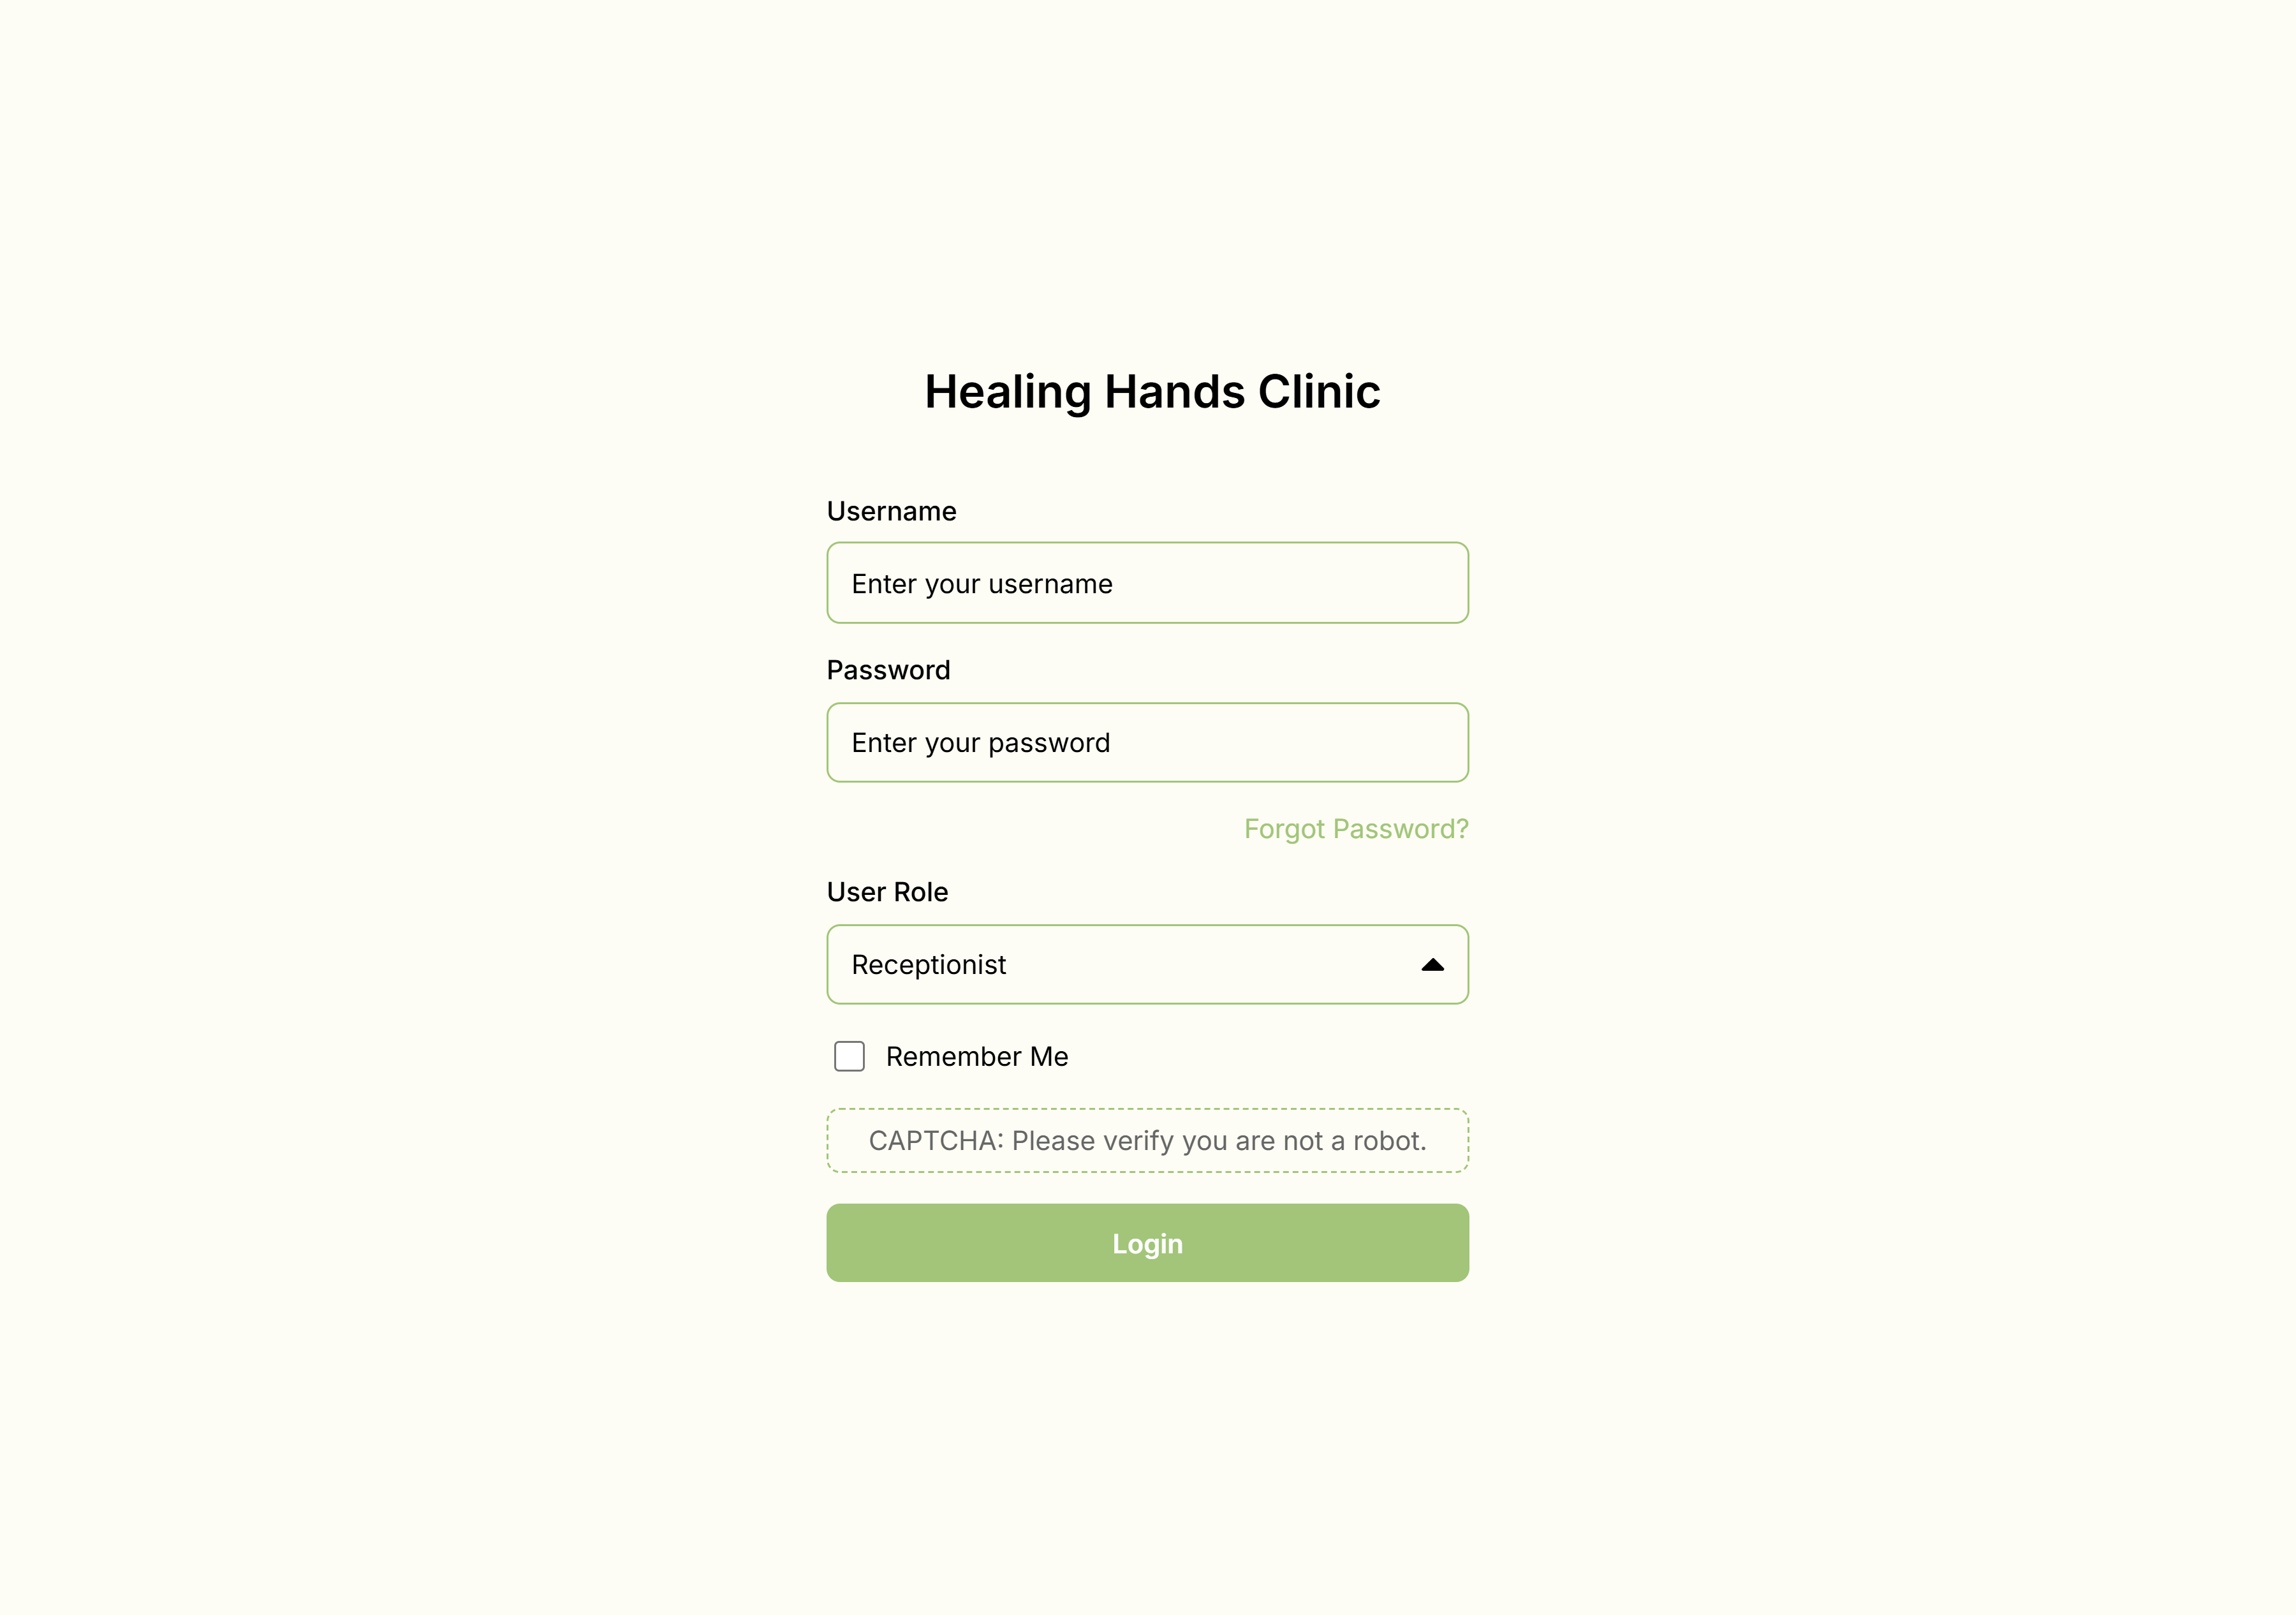 Healing Hands Clinic
Username
Enter your username
Password
Enter your password
Forgot Password?
User Role
Receptionist
Remember Me
CAPTCHA: Please verify you are not a robot.
Login